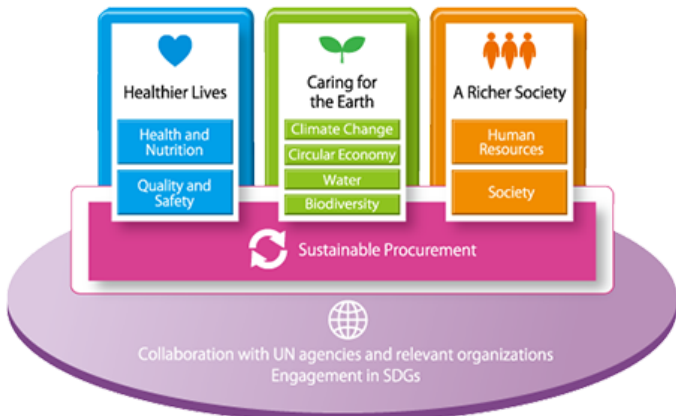 Healthier Lives
Health and
Nutrition
Quality and
Safety
Caring for
the Earth
Climate Change
Circular Economy
Water
Biodiversity
A Richer Society
Human
Resources
Society
Sustainable Procurement
Collaboration with UN agencies and relevant organizations
Engagement in SDGs